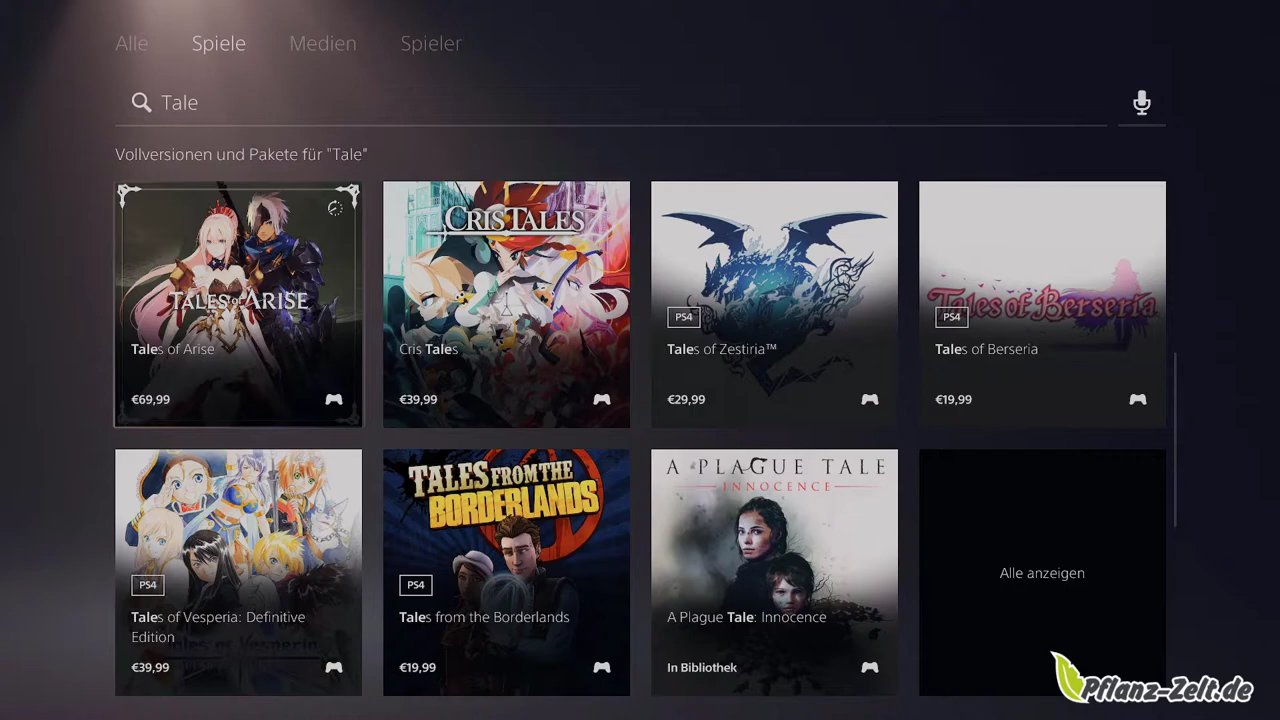 Alle Spiele Medien Spieler
Tale
Vollversionen und Pakete für "Tale"
TALES OF ARISE
Tales of Arise
€69,99
CRIS TALES
Cris Tales
€39,99
PS4
Tales of Zestiria™
€29,99
Tales of Berseria
PS4
Tales of Berseria
€19,99
PS4
Tales of Vesperia: Definitive
Edition
Tales of Vesperia
€39,99
TALES FROM THE
BORDERLANDS
PS4
Tales from the Borderlands
€19,99
A PLAGUE TALE
INNOCENCE
A Plague Tale: Innocence
In Bibliothek
Alle anzeigen
Pflanz-Zelt.de